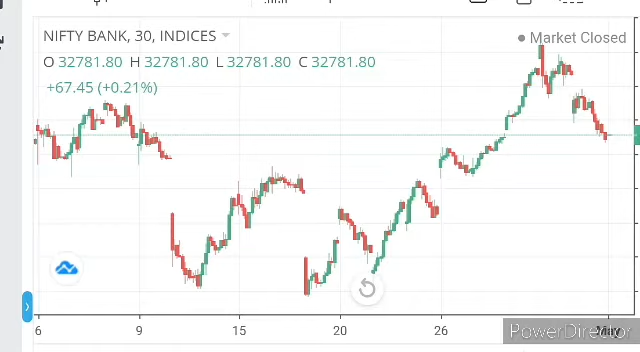 NIFTY BANK, 30, INDICES
Market Closed
O 32781.80 H 32781.80 L 32781.80 C 32781.80
+67.45 (+0.21%)
6 9 15 20 26 May
PowerDirector